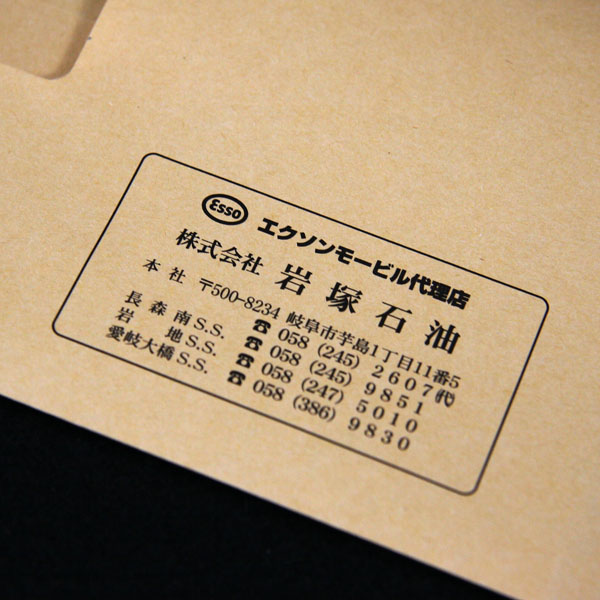 Esso エクソンモービル代理店
株式会社 岩塚石油
本社 〒500-8234 岐阜市芋島1丁目11番5
☎ 058 (245) 2607代
長森南S.S. ☎ 058 (245) 9851
岩地S.S. ☎ 058 (247) 5010
愛岐大橋S.S. ☎ 058 (386) 9830